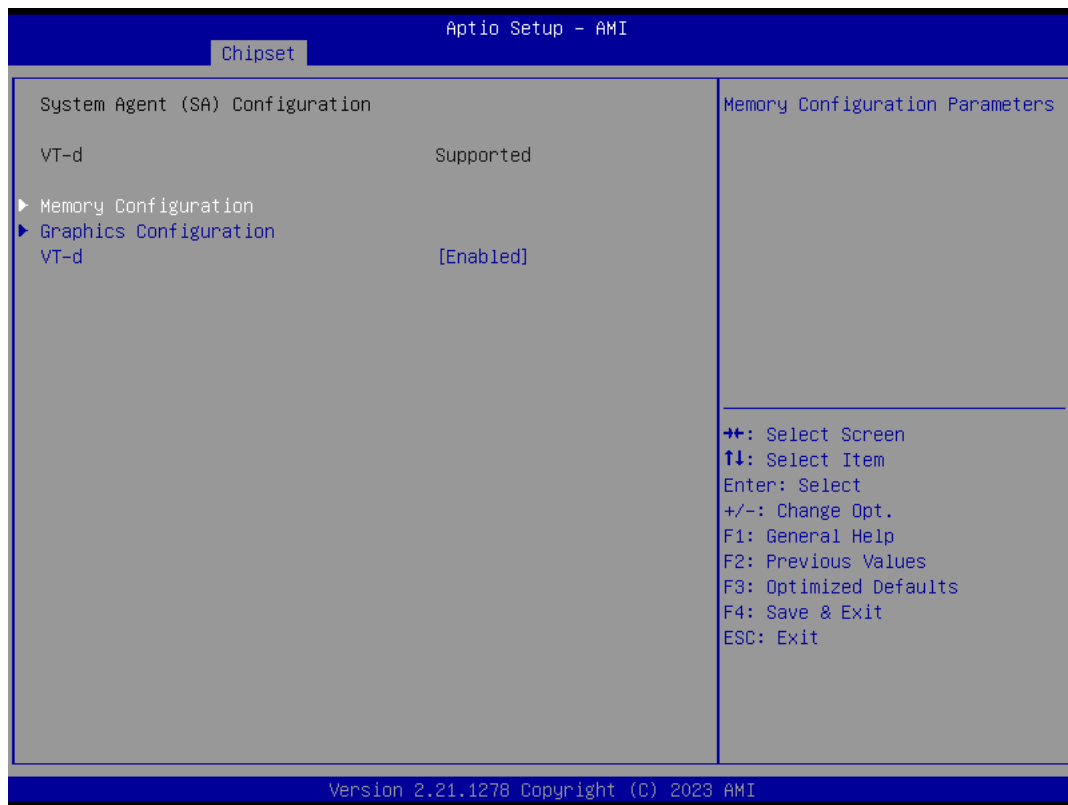 Aptio Setup – AMI
Chipset
System Agent (SA) Configuration
VT-d Supported
Memory Configuration
Graphics Configuration
VT-d [Enabled]
Memory Configuration Parameters
→←: Select Screen
↑↓: Select Item
Enter: Select
+/-: Change Opt.
F1: General Help
F2: Previous Values
F3: Optimized Defaults
F4: Save & Exit
ESC: Exit
Version 2.21.1278 Copyright (C) 2023 AMI